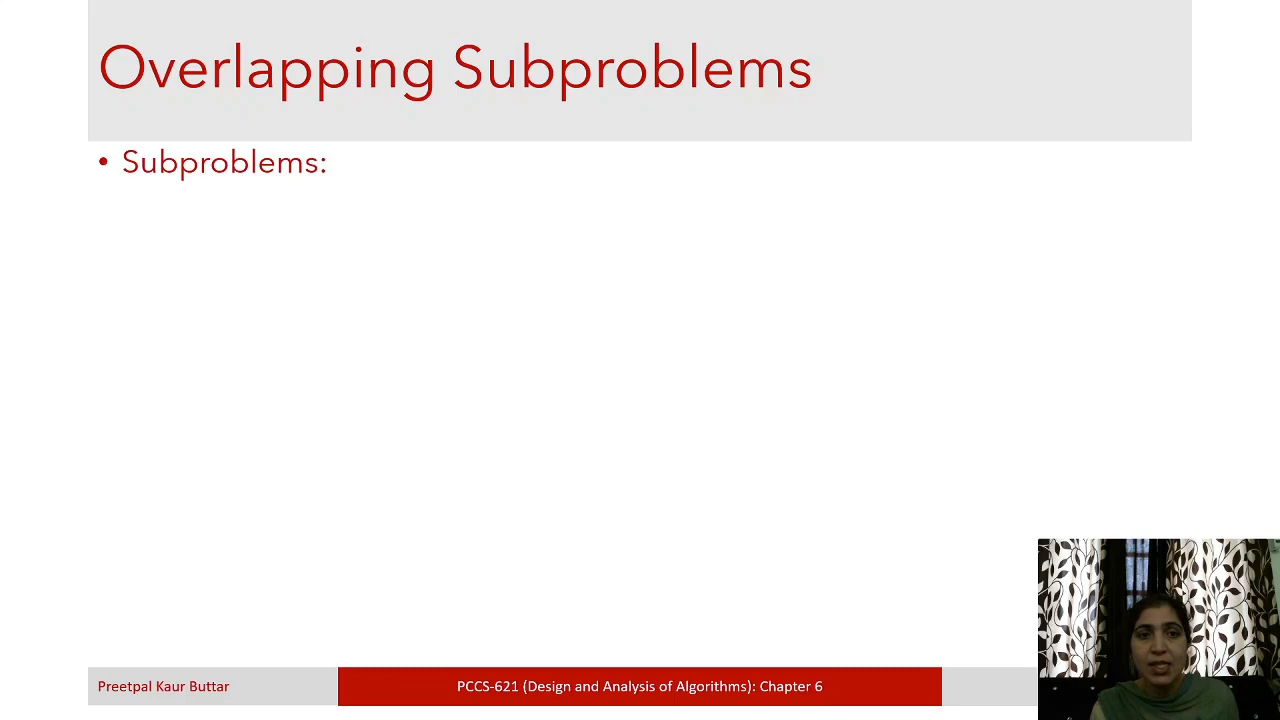 Overlapping Subproblems
• Subproblems:
Preetpal Kaur Buttar
PCCS-621 (Design and Analysis of Algorithms): Chapter 6